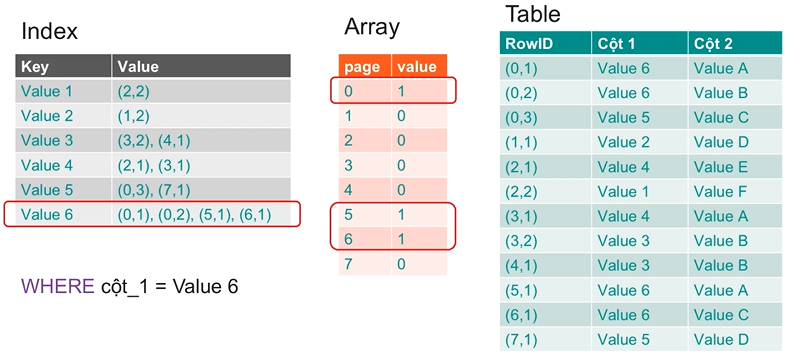 Index
Key Value
Value 1 (2,2)
Value 2 (1,2)
Value 3 (3,2), (4,1)
Value 4 (2,1), (3,1)
Value 5 (0,3), (7,1)
Value 6 (0,1), (0,2), (5,1), (6,1)
WHERE cột_1 = Value 6
Array
page value
0 1
1 0
2 0
3 0
4 0
5 1
6 1
7 0
Table
RowID Cột 1 Cột 2
(0,1) Value 6 Value A
(0,2) Value 6 Value B
(0,3) Value 5 Value C
(1,1) Value 2 Value D
(2,1) Value 4 Value E
(2,2) Value 1 Value F
(3,1) Value 4 Value A
(3,2) Value 3 Value B
(4,1) Value 3 Value B
(5,1) Value 6 Value A
(6,1) Value 6 Value C
(7,1) Value 5 Value D